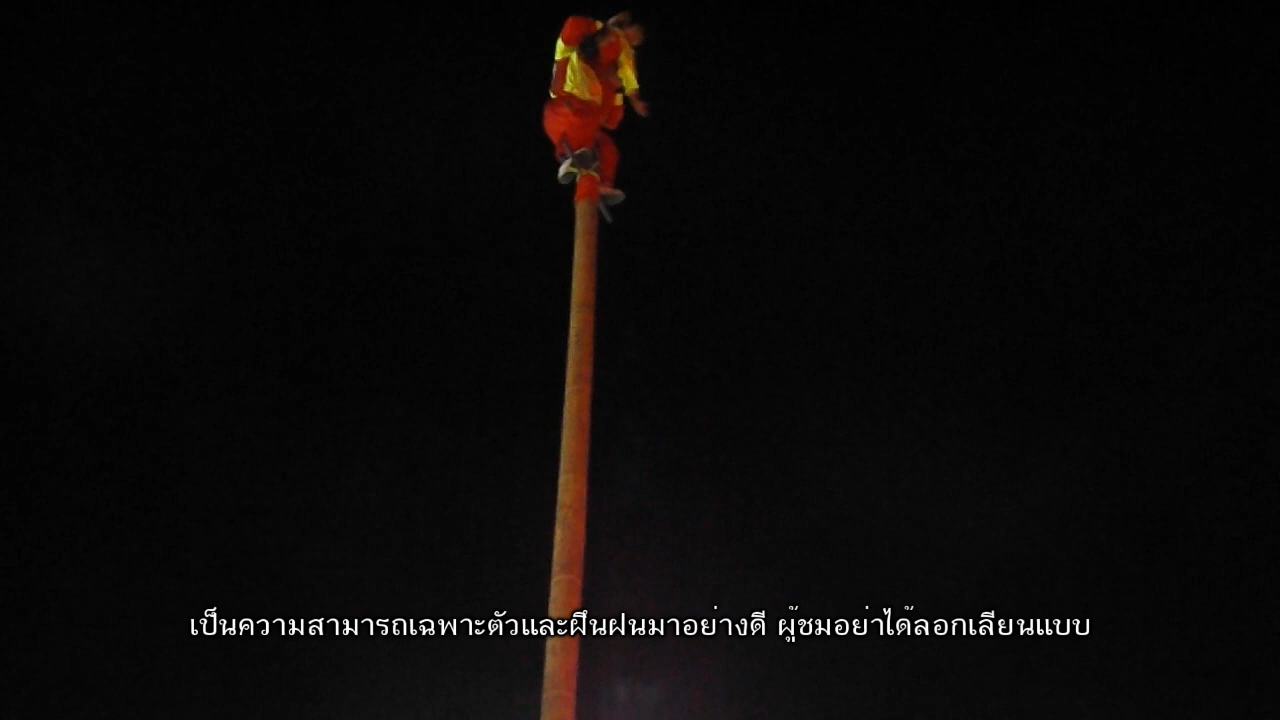 เป็นความสามารถเฉพาะตัวและฝึนฝนมาอย่างดี ผู้ชมอย่าได้ลอกเลียนแบบ